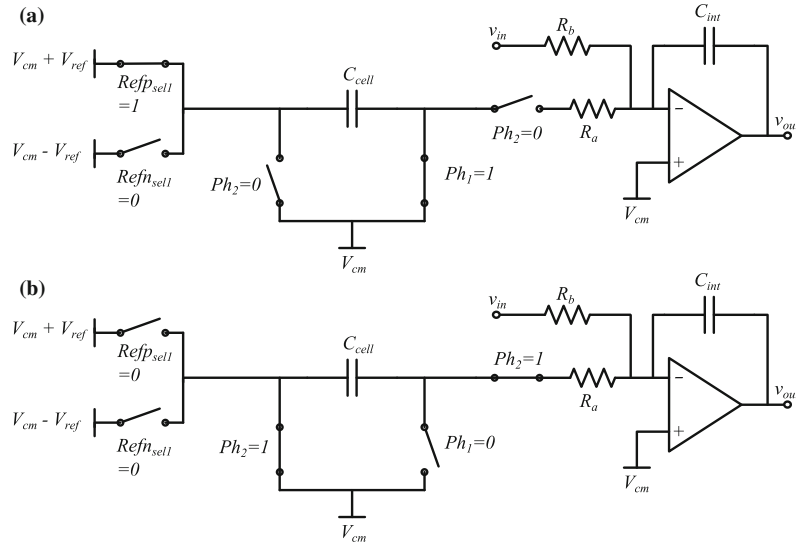 (a)
V_cm + V_ref
Refp_sel1
=1
V_cm - V_ref
Refn_sel1
=0
C_cell
Ph_2=0
Ph_1=1
V_cm
v_in
R_b
Ph_2=0
R_a
C_int
−
+
V_cm
v_ou
(b)
V_cm + V_ref
Refp_sel1
=0
V_cm - V_ref
Refn_sel1
=0
C_cell
Ph_2=1
Ph_1=0
V_cm
v_in
R_b
Ph_2=1
R_a
C_int
−
+
V_cm
v_ou